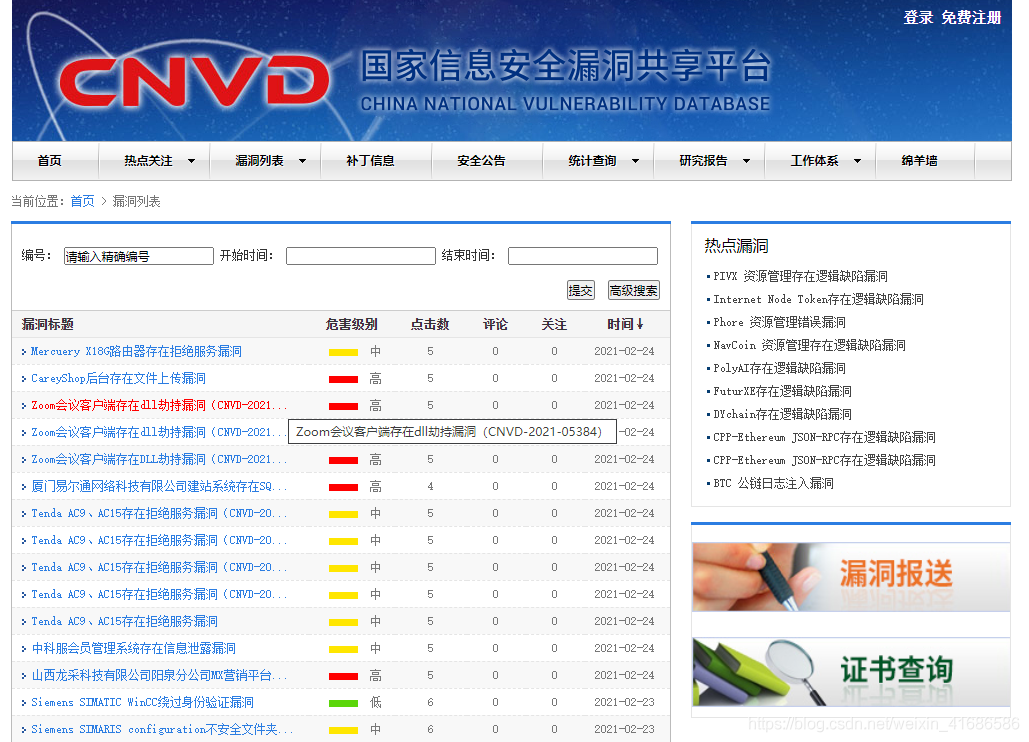 登录 免费注册
CNVD 国家信息安全漏洞共享平台
CHINA NATIONAL VULNERABILITY DATABASE
首页 热点关注 漏洞列表 补丁信息 安全公告 统计查询 研究报告 工作体系 绵羊墙
当前位置: 首页 > 漏洞列表
编号: 请输入精确编号 开始时间: 结束时间:
提交 高级搜索
漏洞标题 危害级别 点击数 评论 关注 时间↓
Mercuery X18G路由器存在拒绝服务漏洞 中 5 0 0 2021-02-24
CareyShop后台存在文件上传漏洞 高 5 0 0 2021-02-24
Zoom会议客户端存在dll劫持漏洞（CNVD-2021... 高 5 0 0 2021-02-24
Zoom会议客户端存在dll劫持漏洞（CNVD-2021... -02-24
Zoom会议客户端存在dll劫持漏洞（CNVD-2021-05384）
Zoom会议客户端存在DLL劫持漏洞（CNVD-2021... 高 5 0 0 2021-02-24
厦门易尔通网络科技有限公司建站系统存在SQ... 高 4 0 0 2021-02-24
Tenda AC9、AC15存在拒绝服务漏洞（CNVD-20... 中 5 0 0 2021-02-24
Tenda AC9、AC15存在拒绝服务漏洞（CNVD-20... 中 5 0 0 2021-02-24
Tenda AC9、AC15存在拒绝服务漏洞（CNVD-20... 中 5 0 0 2021-02-24
Tenda AC9、AC15存在拒绝服务漏洞（CNVD-20... 中 5 0 0 2021-02-24
Tenda AC9、AC15存在拒绝服务漏洞 中 5 0 0 2021-02-24
中科服会员管理系统存在信息泄露漏洞 中 5 0 0 2021-02-24
山西龙采科技有限公司阳泉分公司MX营销平台... 高 5 0 0 2021-02-24
Siemens SIMATIC WinCC绕过身份验证漏洞 低 6 0 0 2021-02-23
Siemens SIMARIS configuration不安全文件夹... 中 6 0 0 2021-02-23
热点漏洞
PIVX 资源管理存在逻辑缺陷漏洞
Internet Node Token存在逻辑缺陷漏洞
Phore 资源管理错误漏洞
NavCoin 资源管理存在逻辑缺陷漏洞
PolyAI存在逻辑缺陷漏洞
FuturXE存在逻辑缺陷漏洞
DYchain存在逻辑缺陷漏洞
CPP-Ethereum JSON-RPC存在逻辑缺陷漏洞
CPP-Ethereum JSON-RPC存在逻辑缺陷漏洞
BTC 公链日志注入漏洞
漏洞报送
证书查询
https://blog.csdn.net/weixin_41686586